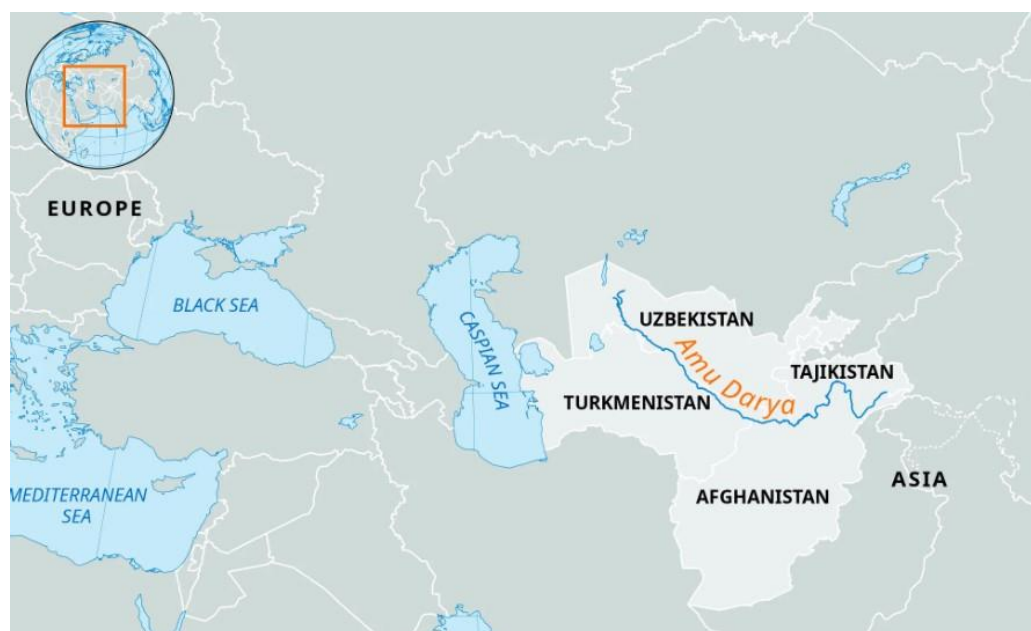 EUROPE
BLACK SEA
CASPIAN SEA
UZBEKISTAN
Amu Darya
TAJIKISTAN
TURKMENISTAN
ASIA
AFGHANISTAN
MEDITERRANEAN
SEA